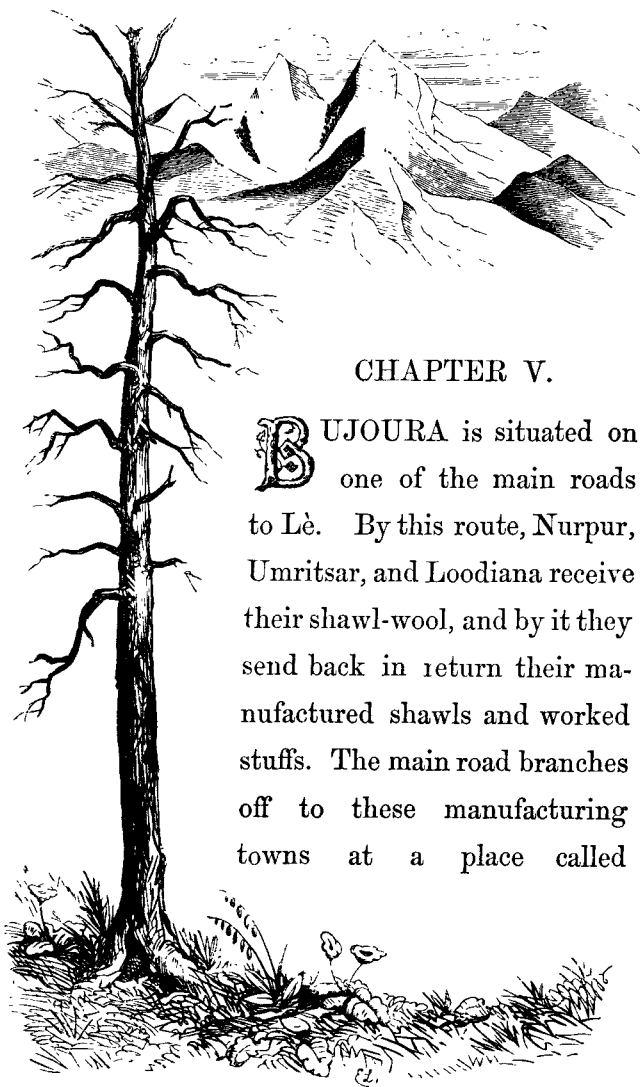 CHAPTER V.
BUJOURA is situated on
one of the main roads
to Lè. By this route, Nurpur,
Umritsar, and Loodiana receive
their shawl-wool, and by it they
send back in return their ma-
nufactured shawls and worked
stuffs. The main road branches
off to these manufacturing
towns at a place called